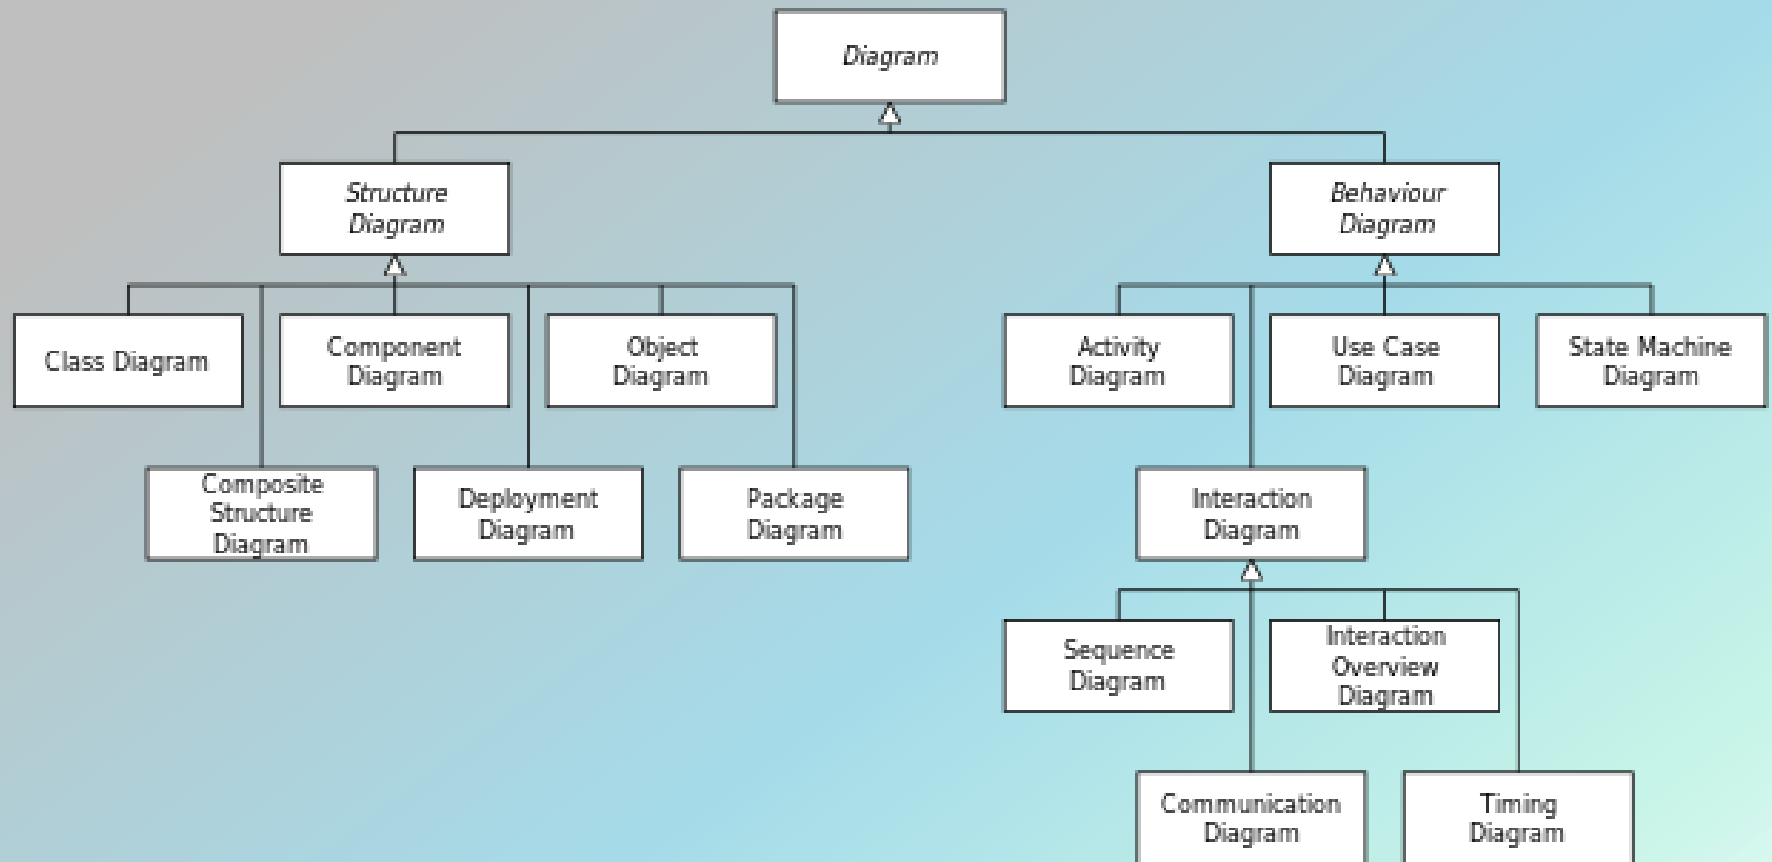 Diagram
Structure
Diagram
Behaviour
Diagram
Class Diagram
Component
Diagram
Object
Diagram
Activity
Diagram
Use Case
Diagram
State Machine
Diagram
Composite
Structure
Diagram
Deployment
Diagram
Package
Diagram
Interaction
Diagram
Sequence
Diagram
Interaction
Overview
Diagram
Communication
Diagram
Timing
Diagram